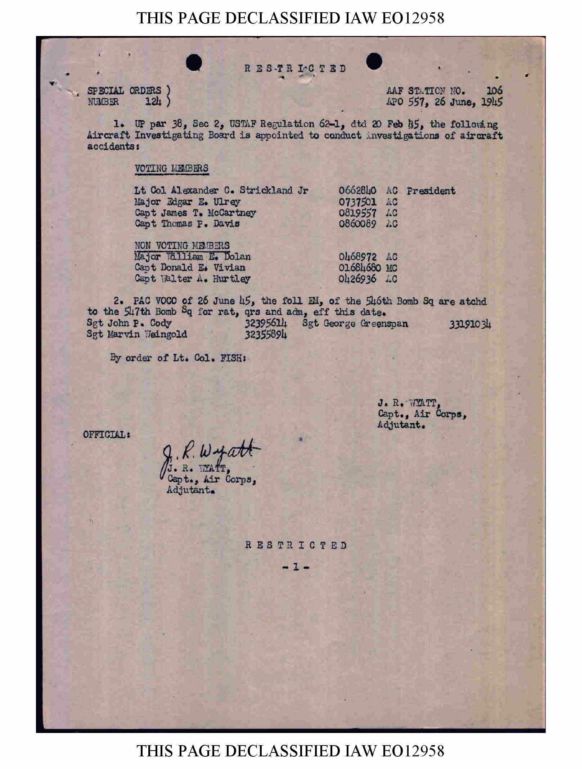 THIS PAGE DECLASSIFIED IAW EO12958
RESTRICTED
SPECIAL ORDERS ) AAF STATION NO. 106
NUMBER 124 ) APO 557, 26 June, 1945
1. UP par 38, Sec 2, USTAF Regulation 62-1, dtd 20 Feb 45, the following
Aircraft Investigating Board is appointed to conduct investigations of aircraft
accidents:
VOTING MEMBERS
Lt Col Alexander C. Strickland Jr 0662840 AC President
Major Edgar E. Ulrey 0737501 AC
Capt James T. McCartney 0819557 AC
Capt Thomas P. Davis 0860089 AC
NON VOTING MEMBERS
Major William E. Dolan 0468972 AC
Capt Donald E. Vivian 01684680 MC
Capt Walter A. Hurtley 0426936 AC
2. PAC VOCO of 26 June 45, the foll EM, of the 546th Bomb Sq are atchd
to the 547th Bomb Sq for rat, qrs and adm, eff this date.
Sgt John P. Cody 32395614 Sgt George Greenspan 33191034
Sgt Marvin Weingold 32355894
By order of Lt. Col. FISH:
J. R. WYATT,
Capt., Air Corps,
Adjutant.
OFFICIAL:
J. R. Wyatt
J. R. WYATT,
Capt., Air Corps,
Adjutant.
RESTRICTED
-1-
THIS PAGE DECLASSIFIED IAW EO12958